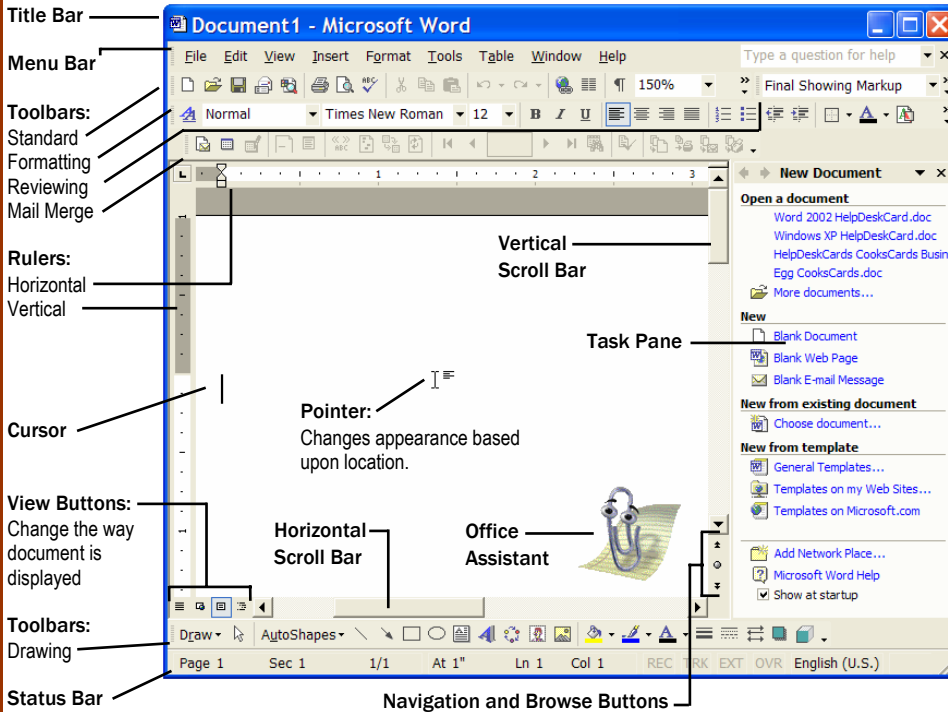 Title Bar
Document1 - Microsoft Word
Menu Bar
File Edit View Insert Format Tools Table Window Help
Type a question for help
150%
Final Showing Markup
Toolbars:
Standard
Formatting
Reviewing
Mail Merge
Normal
Times New Roman
12
B I U
L
1 2 3
New Document
Open a document
Word 2002 HelpDeskCard.doc
Windows XP HelpDeskCard.doc
HelpDeskCards CooksCards Busin
Egg CooksCards.doc
More documents...
New
Blank Document
Blank Web Page
Blank E-mail Message
New from existing document
Choose document...
New from template
General Templates...
Templates on my Web Sites...
Templates on Microsoft.com
Add Network Place...
Microsoft Word Help
Show at startup
Rulers:
Horizontal
Vertical
Vertical
Scroll Bar
Task Pane
Cursor
Pointer:
Changes appearance based
upon location.
View Buttons:
Change the way
document is
displayed
Horizontal
Scroll Bar
Office
Assistant
Toolbars:
Drawing
Draw AutoShapes
Page 1 Sec 1 1/1 At 1" Ln 1 Col 1 REC TRK EXT OVR English (U.S.)
Status Bar
Navigation and Browse Buttons